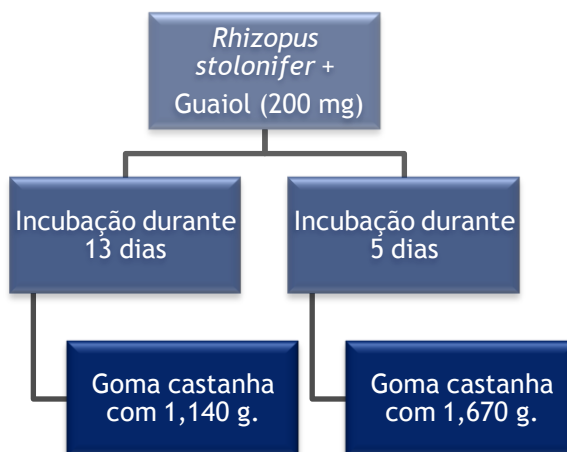 Rhizopus
stolonifer +
Guaiol (200 mg)
Incubação durante
13 dias
Incubação durante
5 dias
Goma castanha
com 1,140 g.
Goma castanha
com 1,670 g.